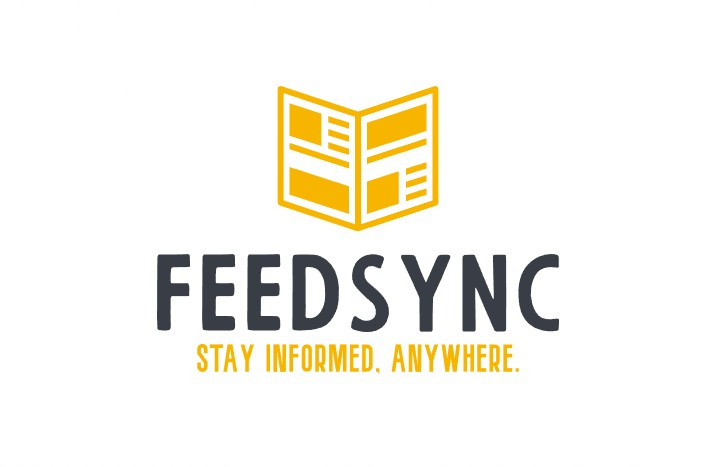 FEEDSYNC
STAY INFORMED, ANYWHERE.